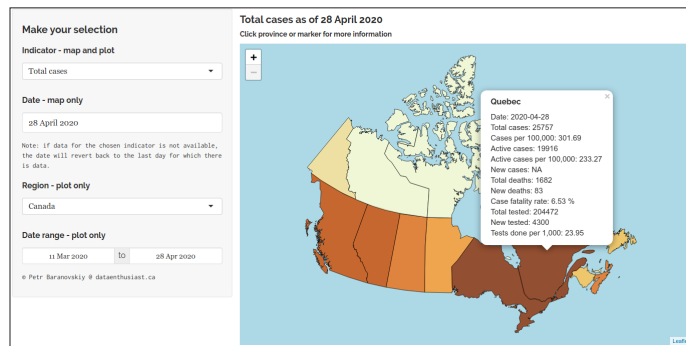 Make your selection
Indicator - map and plot
Total cases
Date - map only
28 April 2020
Note: if data for the chosen indicator is not available,
the date will revert back to the last day for which there
is data.
Region - plot only
Canada
Date range - plot only
11 Mar 2020 to 28 Apr 2020
© Petr Baranovskiy @ dataenthusiast.ca
Total cases as of 28 April 2020
Click province or marker for more information
+
−
×
Quebec
Date: 2020-04-28
Total cases: 25757
Cases per 100,000: 301.69
Active cases: 19916
Active cases per 100,000: 233.27
New cases: NA
Total deaths: 1682
New deaths: 83
Case fatality rate: 6.53 %
Total tested: 204472
New tested: 4300
Tests done per 1,000: 23.95
Leafle